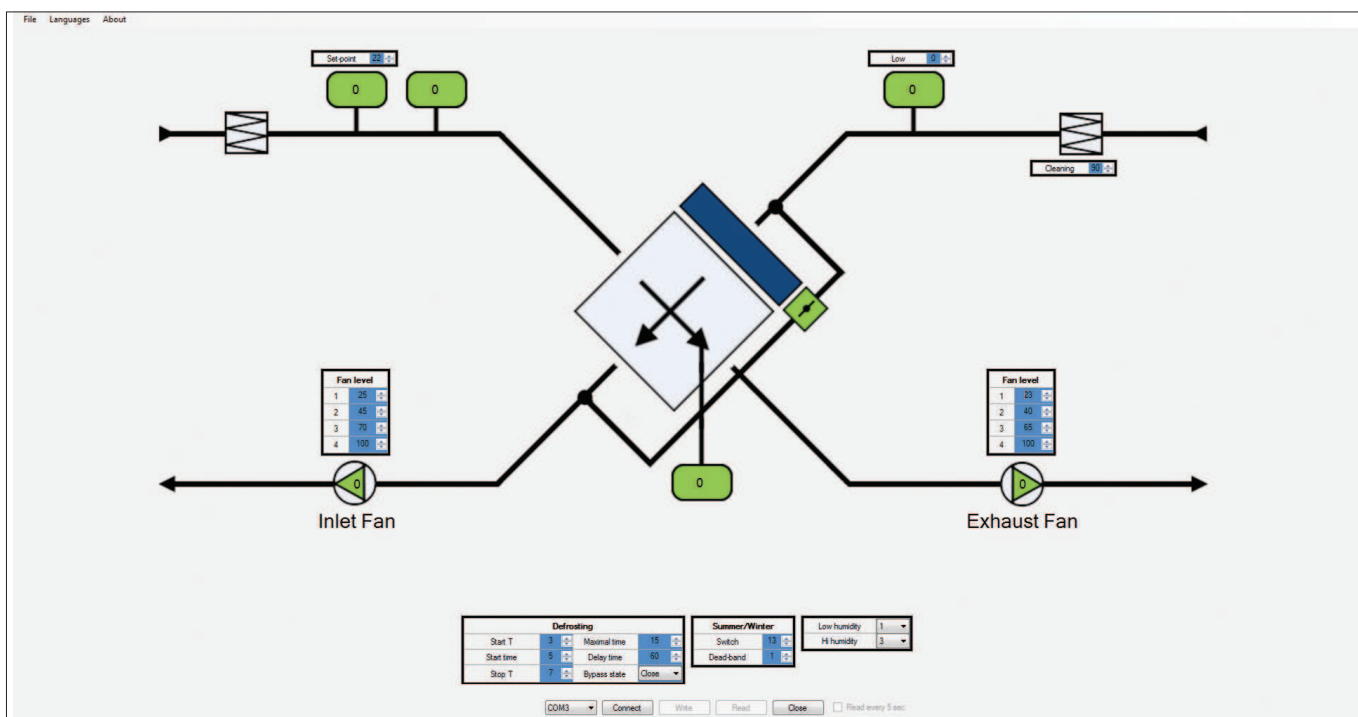 File Languages About
Set-point 22
Low 0
0 0 0
Cleaning 90
Fan level
1 25
2 45
3 70
4 100
Fan level
1 23
2 40
3 65
4 100
0 0 0
Inlet Fan
Exhaust Fan
Defrosting
Start T 3 Maximal time 15
Start time 5 Delay time 60
Stop T 7 Bypass state Close
Summer/Winter
Switch 13
Dead-band 1
Low humidity 1
Hi humidity 3
COM3 Connect Write Read Close Read every 5 sec